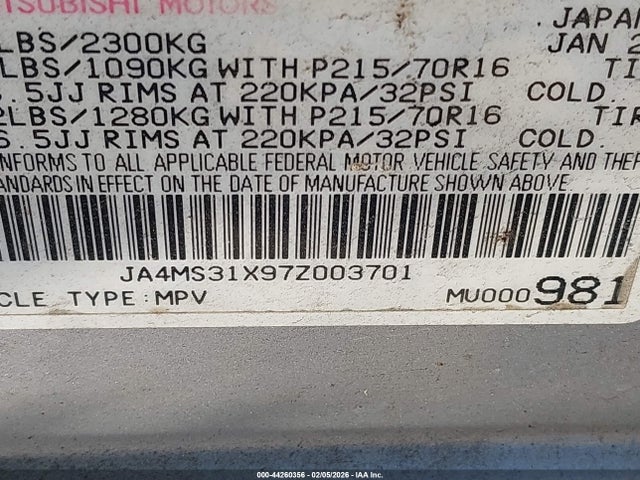 MITSUBISHI MOTORS
JAPAN
LBS/2300KG
JAN 2
LBS/1090KG WITH P215/70R16 TI
.5JJ RIMS AT 220KPA/32PSI COLD.
LBS/1280KG WITH P215/70R16 TIR
6.5JJ RIMS AT 220KPA/32PSI COLD.
NFORMS TO ALL APPLICABLE FEDERAL MOTOR VEHICLE SAFETY AND THEF
ANDARDS IN EFFECT ON THE DATE OF MANUFACTURE SHOWN ABOVE.
JA4MS31X97Z003701
CLE TYPE:MPV MU000981
000-44260356 - 02/05/2026 - IAA Inc.